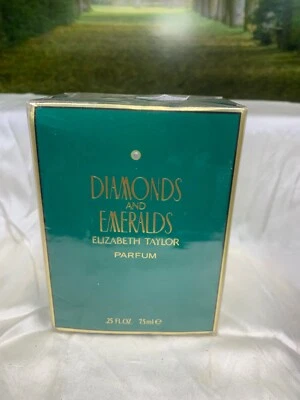 DIAMONDS
AND
EMERALDS
ELIZABETH TAYLOR
PARFUM
.25 FL.OZ 7.5ml ℮